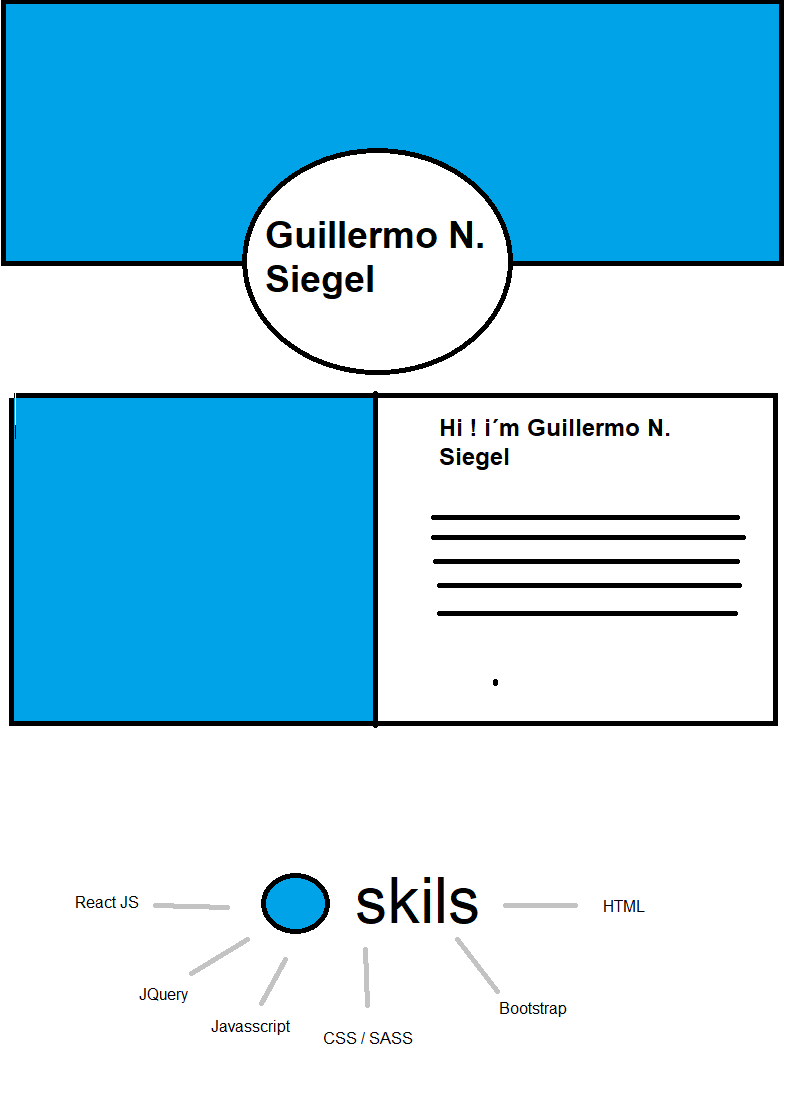 Guillermo N.
Siegel
Hi ! i´m Guillermo N.
Siegel
skils
React JS
HTML
JQuery
Bootstrap
Javasscript
CSS / SASS